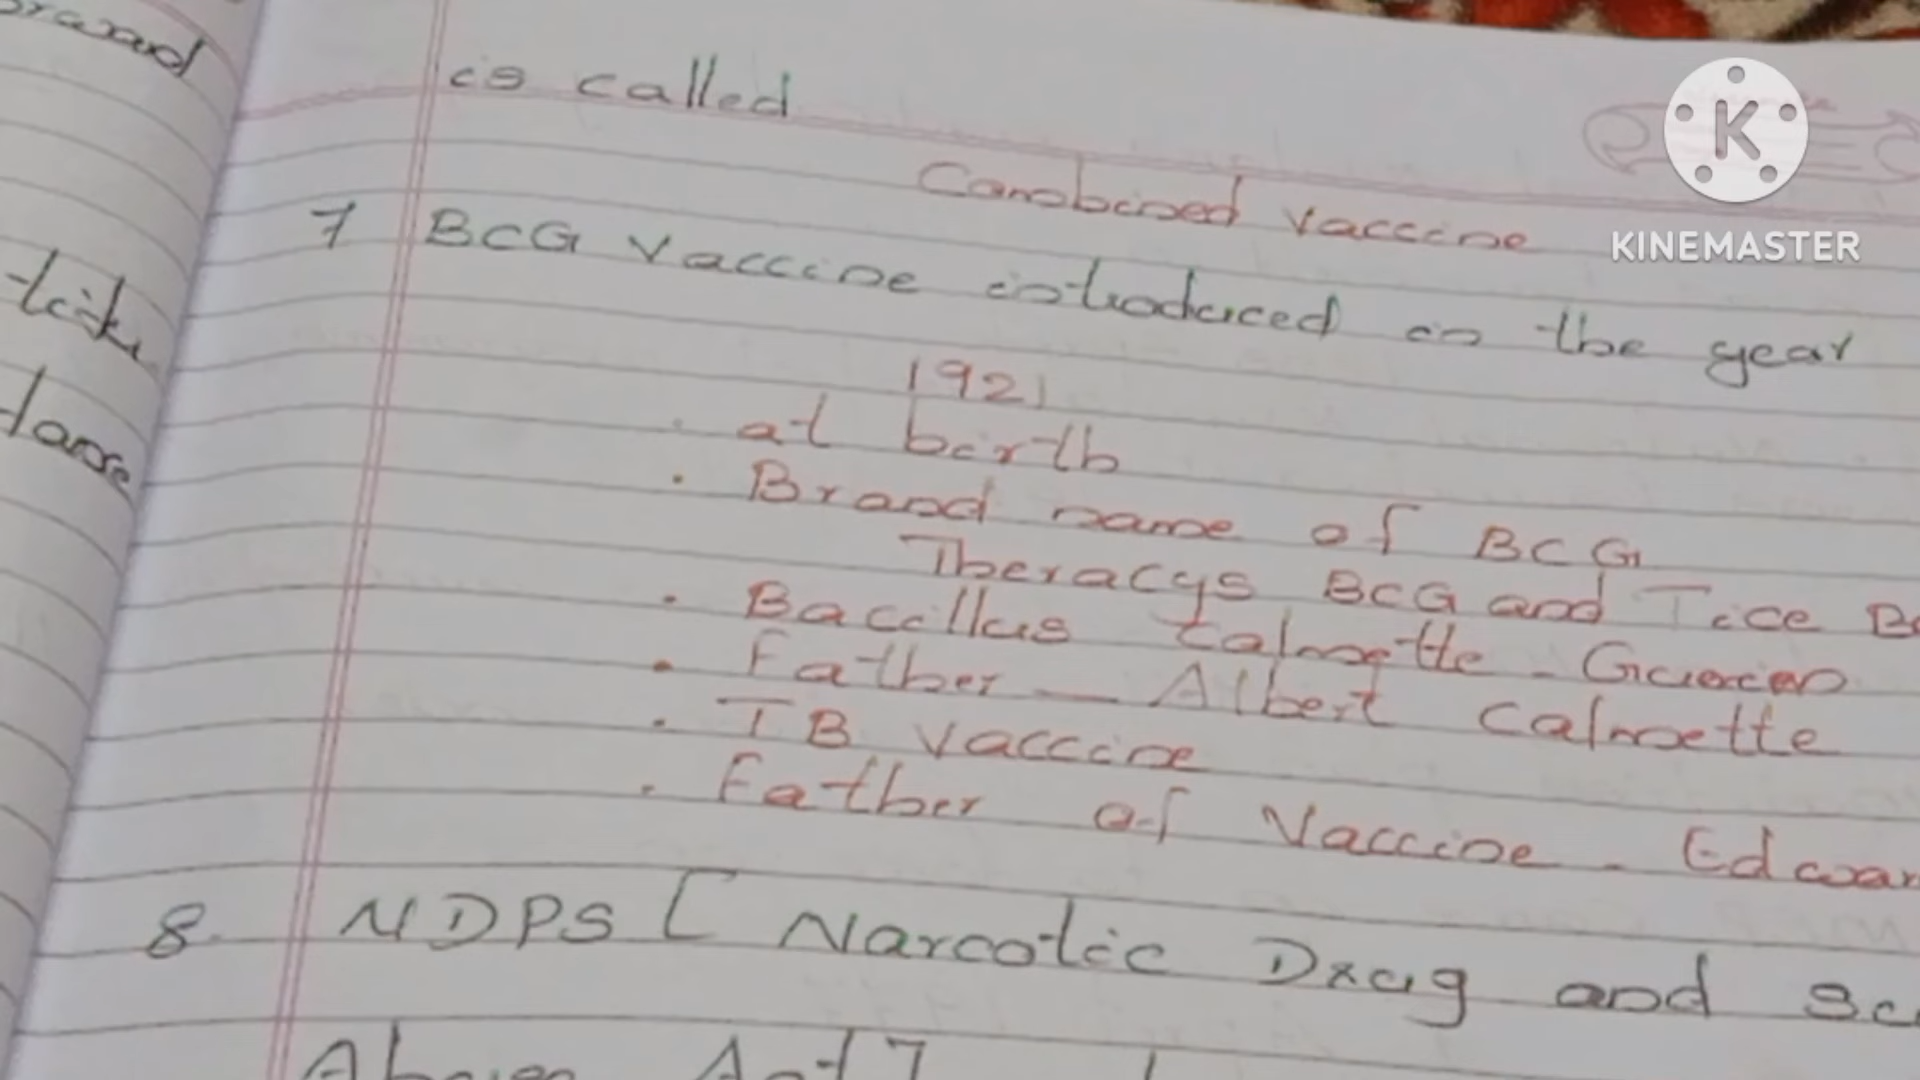 is called
Combined vaccine
KINEMASTER
7 BCG Vaccine introduced in the year
1921
· at birth
· Brand name of BCG
Theracys BCG and Tice
· Bacillus Calmette - Guerin
· Father — Albert Calmette
· TB vaccine
· Father of Vaccine - Edwar
8. NDPS [ Narcotic Drug and